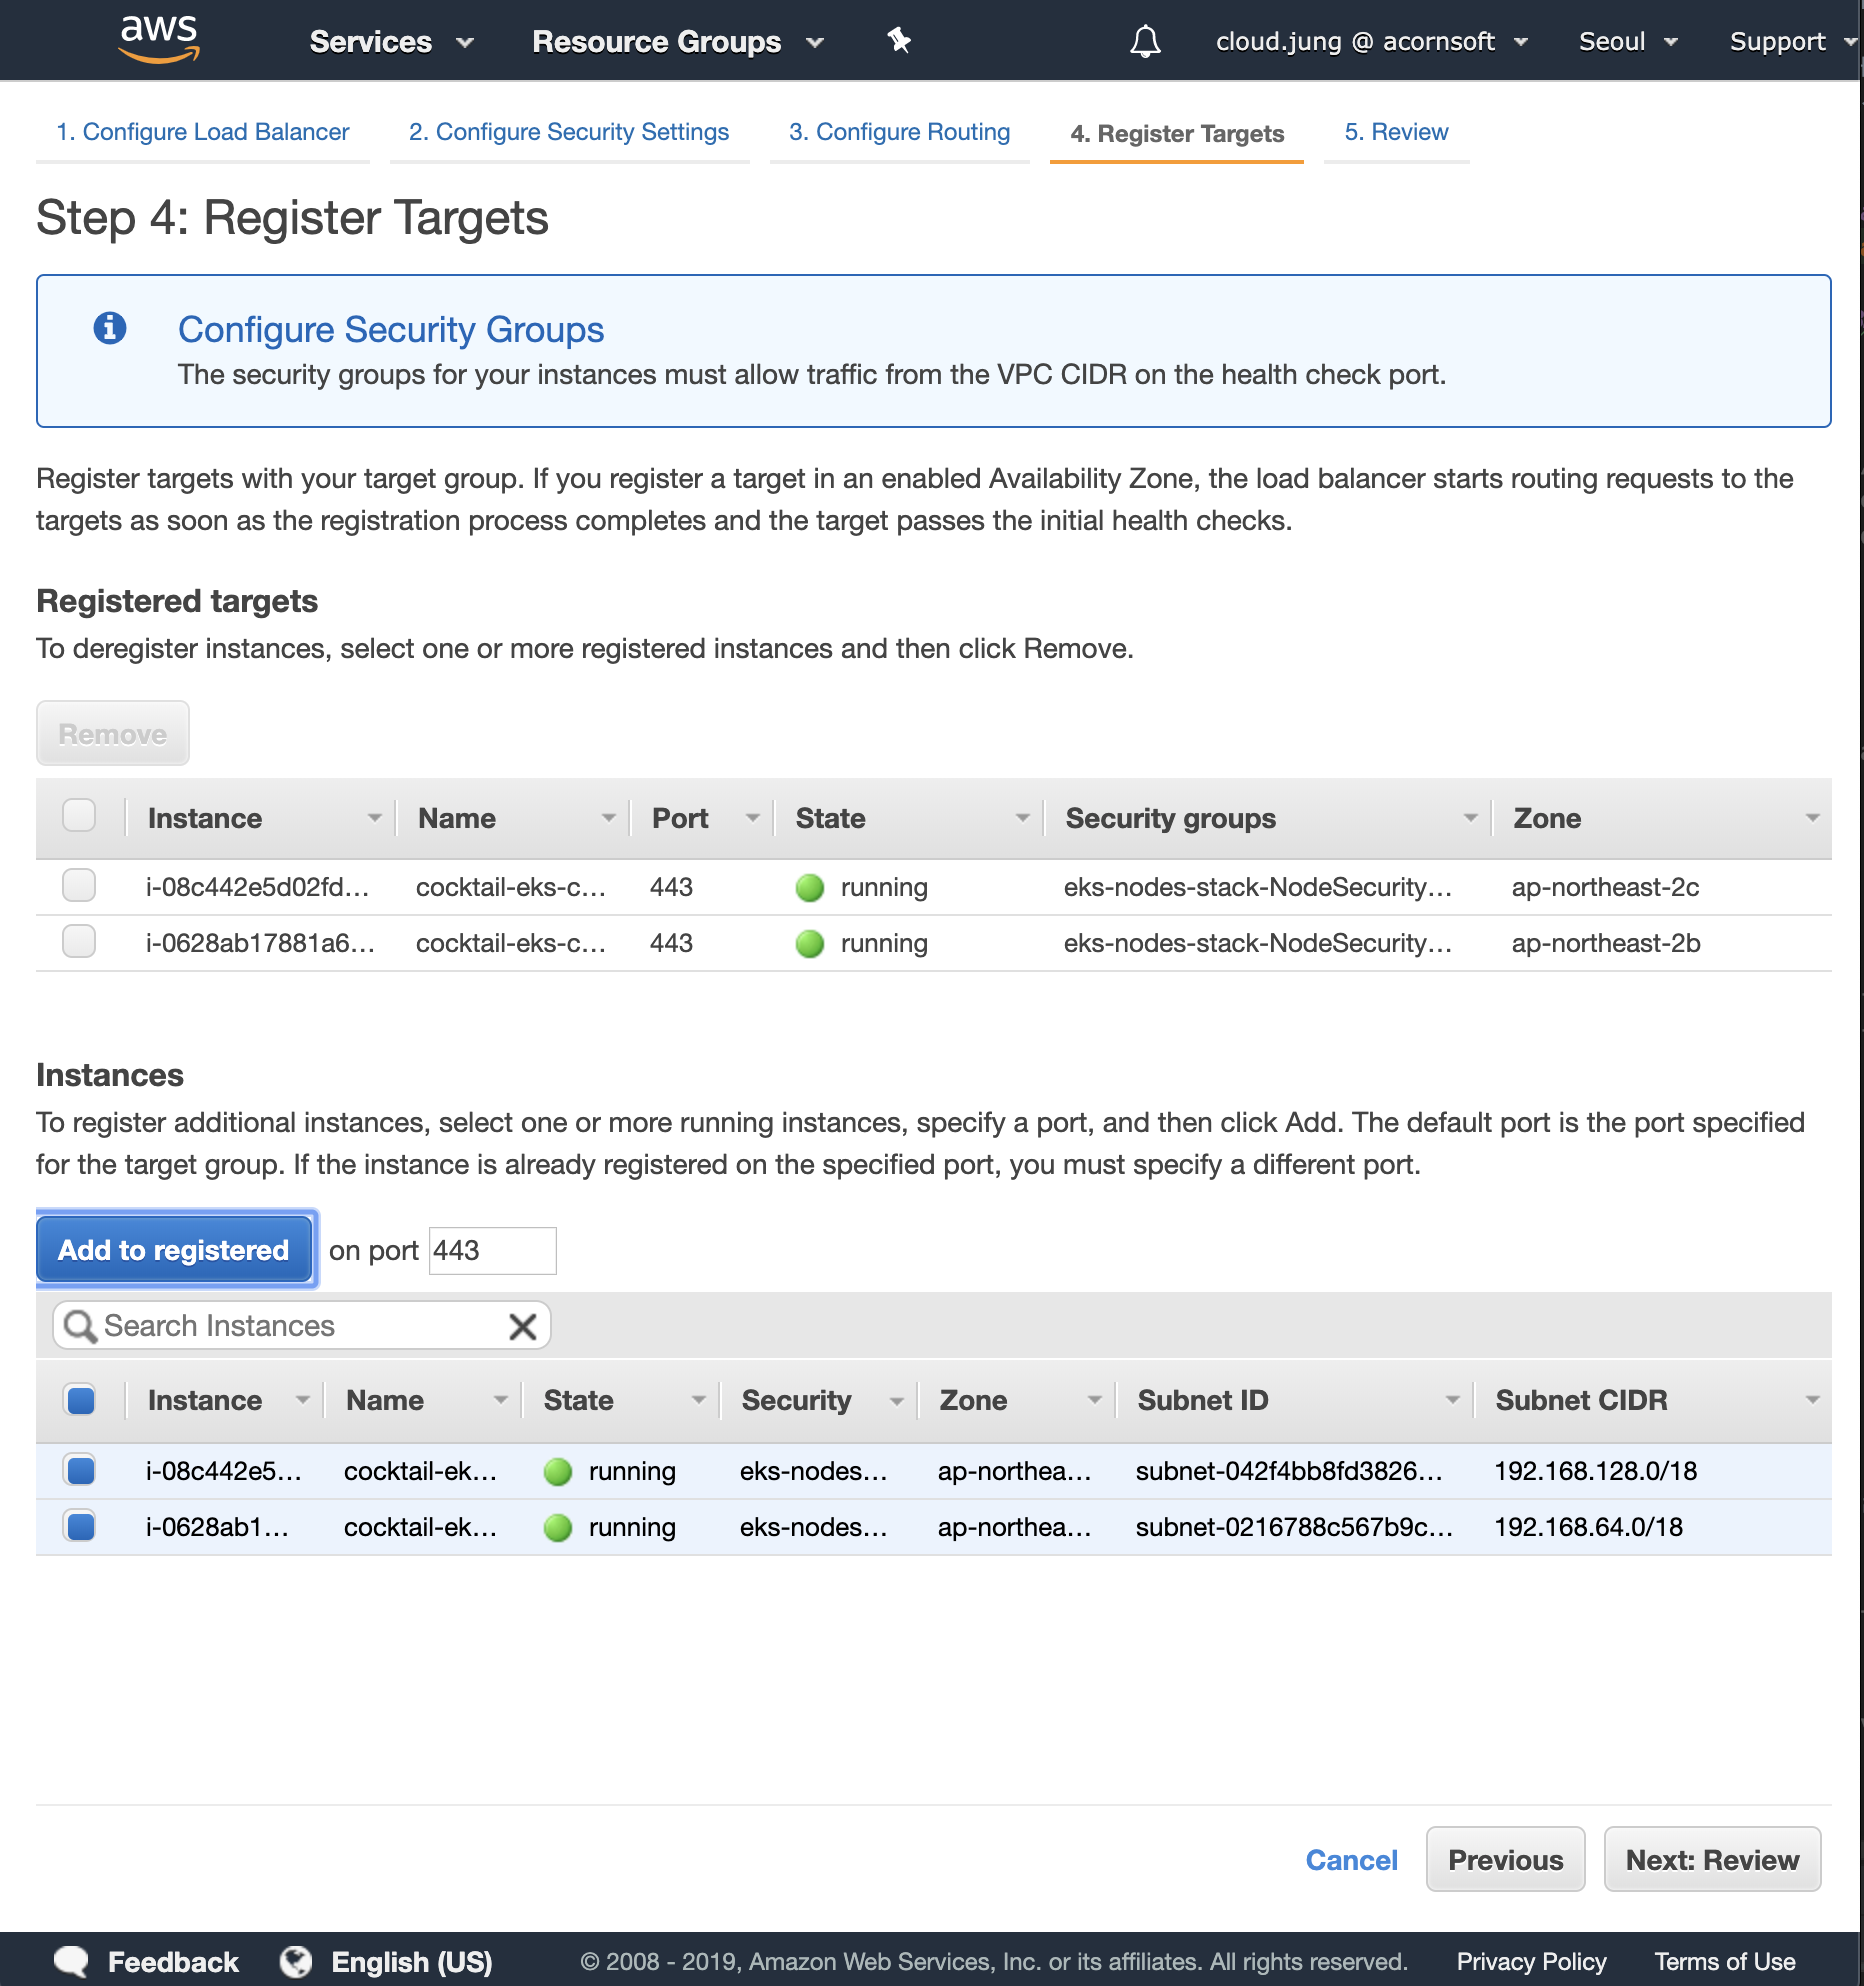 aws Services Resource Groups cloud.jung @ acornsoft Seoul Support
1. Configure Load Balancer 2. Configure Security Settings 3. Configure Routing 4. Register Targets 5. Review
Step 4: Register Targets
Configure Security Groups
The security groups for your instances must allow traffic from the VPC CIDR on the health check port.
Register targets with your target group. If you register a target in an enabled Availability Zone, the load balancer starts routing requests to the
targets as soon as the registration process completes and the target passes the initial health checks.
Registered targets
To deregister instances, select one or more registered instances and then click Remove.
Remove
Instance Name Port State Security groups Zone
i-08c442e5d02fd... cocktail-eks-c... 443 running eks-nodes-stack-NodeSecurity... ap-northeast-2c
i-0628ab17881a6... cocktail-eks-c... 443 running eks-nodes-stack-NodeSecurity... ap-northeast-2b
Instances
To register additional instances, select one or more running instances, specify a port, and then click Add. The default port is the port specified
for the target group. If the instance is already registered on the specified port, you must specify a different port.
Add to registered on port 443
Search Instances
Instance Name State Security Zone Subnet ID Subnet CIDR
i-08c442e5... cocktail-ek... running eks-nodes... ap-northea... subnet-042f4bb8fd3826... 192.168.128.0/18
i-0628ab1... cocktail-ek... running eks-nodes... ap-northea... subnet-0216788c567b9c... 192.168.64.0/18
Cancel Previous Next: Review
Feedback English (US) © 2008 - 2019, Amazon Web Services, Inc. or its affiliates. All rights reserved. Privacy Policy Terms of Use